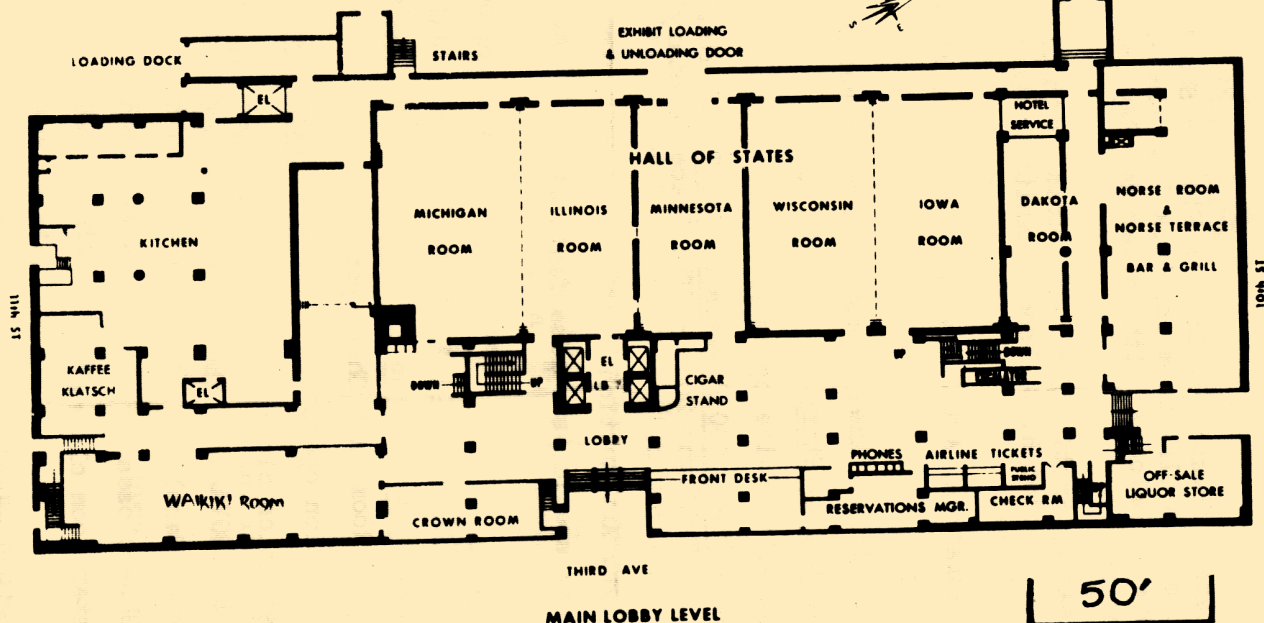 S
E
EXHIBIT LOADING
& UNLOADING DOOR
LOADING DOCK
STAIRS
EL
HOTEL
SERVICE
HALL OF STATES
MICHIGAN
ROOM
ILLINOIS
ROOM
MINNESOTA
ROOM
WISCONSIN
ROOM
IOWA
ROOM
DAKOTA
ROOM
NORSE ROOM
&
NORSE TERRACE
BAR & GRILL
KITCHEN
11th ST
10th ST
KAFFEE
KLATSCH
EL
DOWN
UP
EL
CIGAR
STAND
UP
DOWN
LOBBY
PHONES
AIRLINE TICKETS
PUBLIC
STENO
FRONT DESK
RESERVATIONS MGR.
CHECK RM
OFF-SALE
LIQUOR STORE
WAIKIKI Room
CROWN ROOM
THIRD AVE
MAIN LOBBY LEVEL
50'